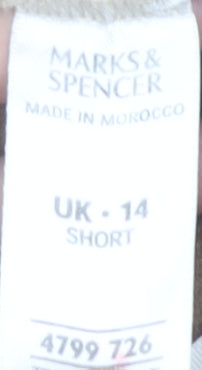 MARKS &
SPENCER
MADE IN MOROCCO
UK - 14
SHORT
4799 726